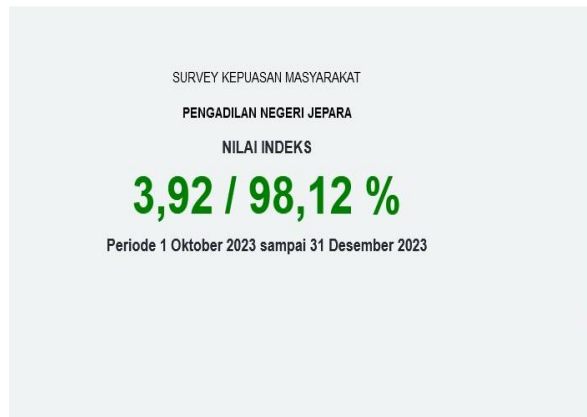 SURVEY KEPUASAN MASYARAKAT
PENGADILAN NEGERI JEPARA
NILAI INDEKS
3,92 / 98,12 %
Periode 1 Oktober 2023 sampai 31 Desember 2023